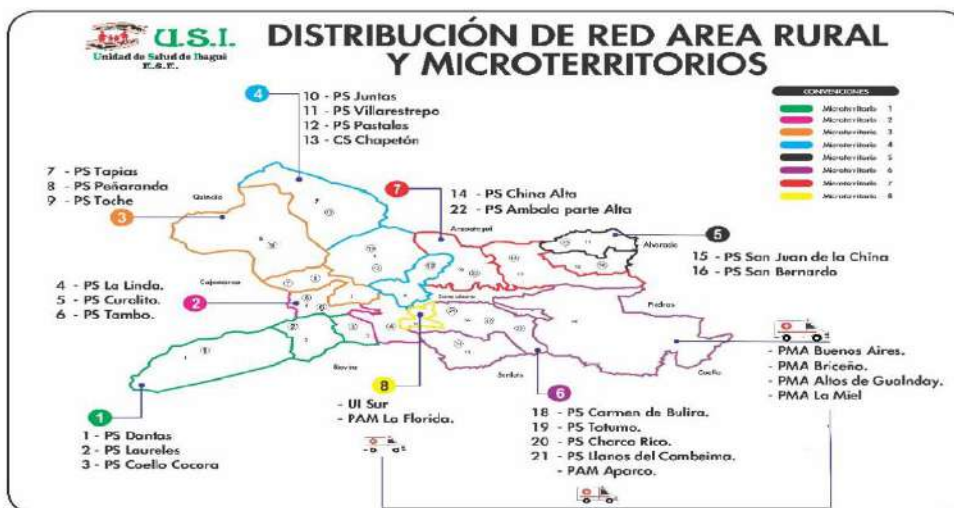 U.S.I.
Unidad de Salud de Ibagué
E.S.E.
DISTRIBUCIÓN DE RED AREA RURAL
Y MICROTERRITORIOS
CONVENCIONES
Microterritorio 1
Microterritorio 2
Microterritorio 3
Microterritorio 4
Microterritorio 5
Microterritorio 6
Microterritorio 7
Microterritorio 8
4
10 - PS Juntas
11 - PS Villarestrepo
12 - PS Pastales
13 - CS Chapetón
7 - PS Tapias
8 - PS Peñaranda
9 - PS Toche
3
Quindio
7
14 - PS China Alta
22 - PS Ambala parte Alta
Anzoategui
5
Alvarado
15 - PS San Juan de la China
16 - PS San Bernardo
Cajamarca
4 - PS La Linda.
5 - PS Curalito.
6 - PS Tambo.
2
Piedras
Rovira
Coello
- PMA Buenos Aires.
- PMA Briceño.
- PMA Altos de Gualnday.
- PMA La Miel
8
- UI Sur
- PAM La Florida.
6
18 - PS Carmen de Bulira.
19 - PS Totumo.
20 - PS Charco Rico.
21 - PS Llanos del Combeima.
- PAM Aparco.
1
1 - PS Dantas
2 - PS Laureles
3 - PS Coello Cocora